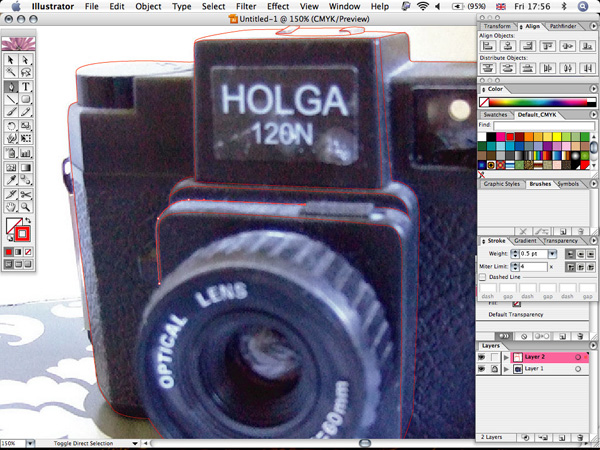 Illustrator File Edit Object Type Select Filter Effect View Window Help (95%) Fri 17:56
Untitled-1 @ 150% (CMYK/Preview)
Transform Align Pathfinder
Align Objects:
Distribute Objects:
Color
Swatches Default_CMYK
Find:
Graphic Styles Brushes Symbols
Stroke Gradient Transparency
Weight: 0.5 pt
Miter Limit: 4 x
Dashed Line
dash gap dash gap dash gap
Fill:
Default Transparency
Layers
Layer 2
Layer 1
2 Layers
HOLGA
120N
OPTICAL LENS
=60mm
150% Toggle Direct Selection